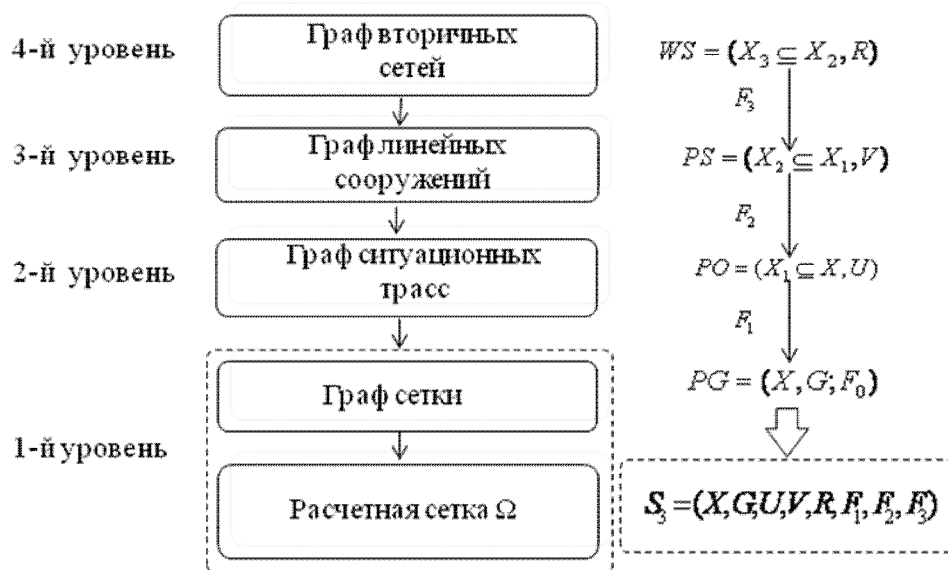 4-й уровень
Граф вторичных
сетей
WS = (X₃ ⊆ X₂, R)
F₃
3-й уровень
Граф линейных
сооружений
PS = (X₂ ⊆ X₁, V)
F₂
2-й уровень
Граф ситуационных
трасс
PO = (X₁ ⊆ X, U)
F₁
1-й уровень
Граф сетки
PG = (X, G; F₀)
Расчетная сетка Ω
S₃=(X,G,U,V,R,F₁,F₂,F₃)